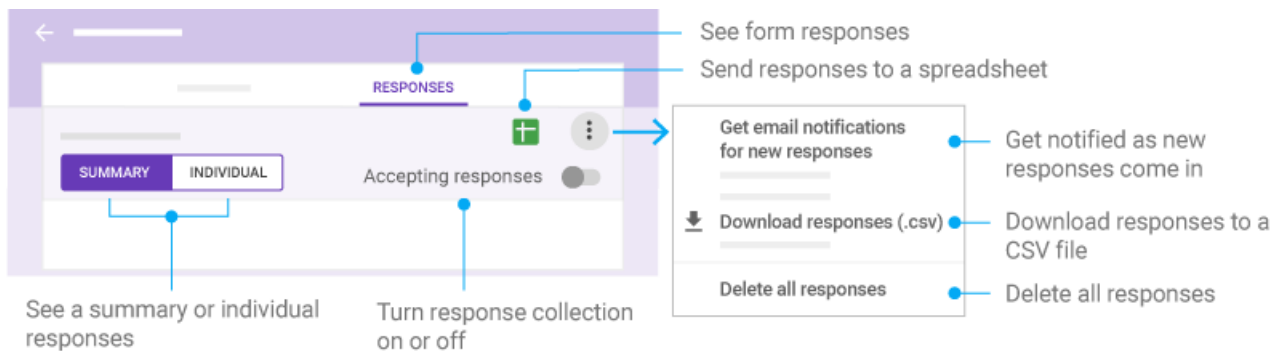 See form responses
Send responses to a spreadsheet
RESPONSES
SUMMARY
INDIVIDUAL
Accepting responses
See a summary or individual
responses
Turn response collection
on or off
Get email notifications
for new responses
Get notified as new
responses come in
Download responses (.csv)
Download responses to a
CSV file
Delete all responses
Delete all responses